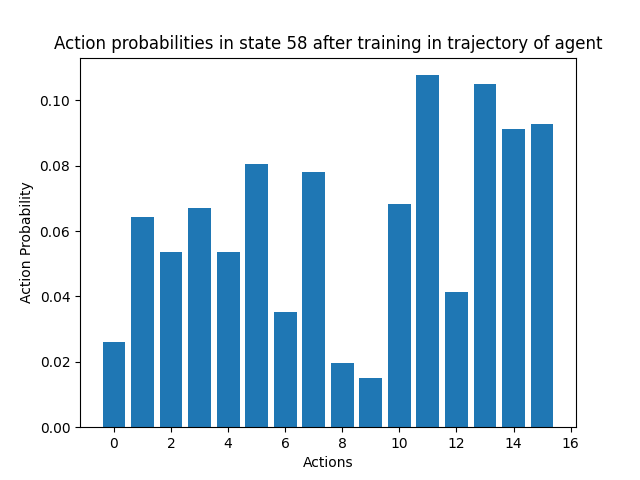 Action probabilities in state 58 after training in trajectory of agent
Action Probability
0.10
0.08
0.06
0.04
0.02
0.00
0 2 4 6 8 10 12 14 16
Actions